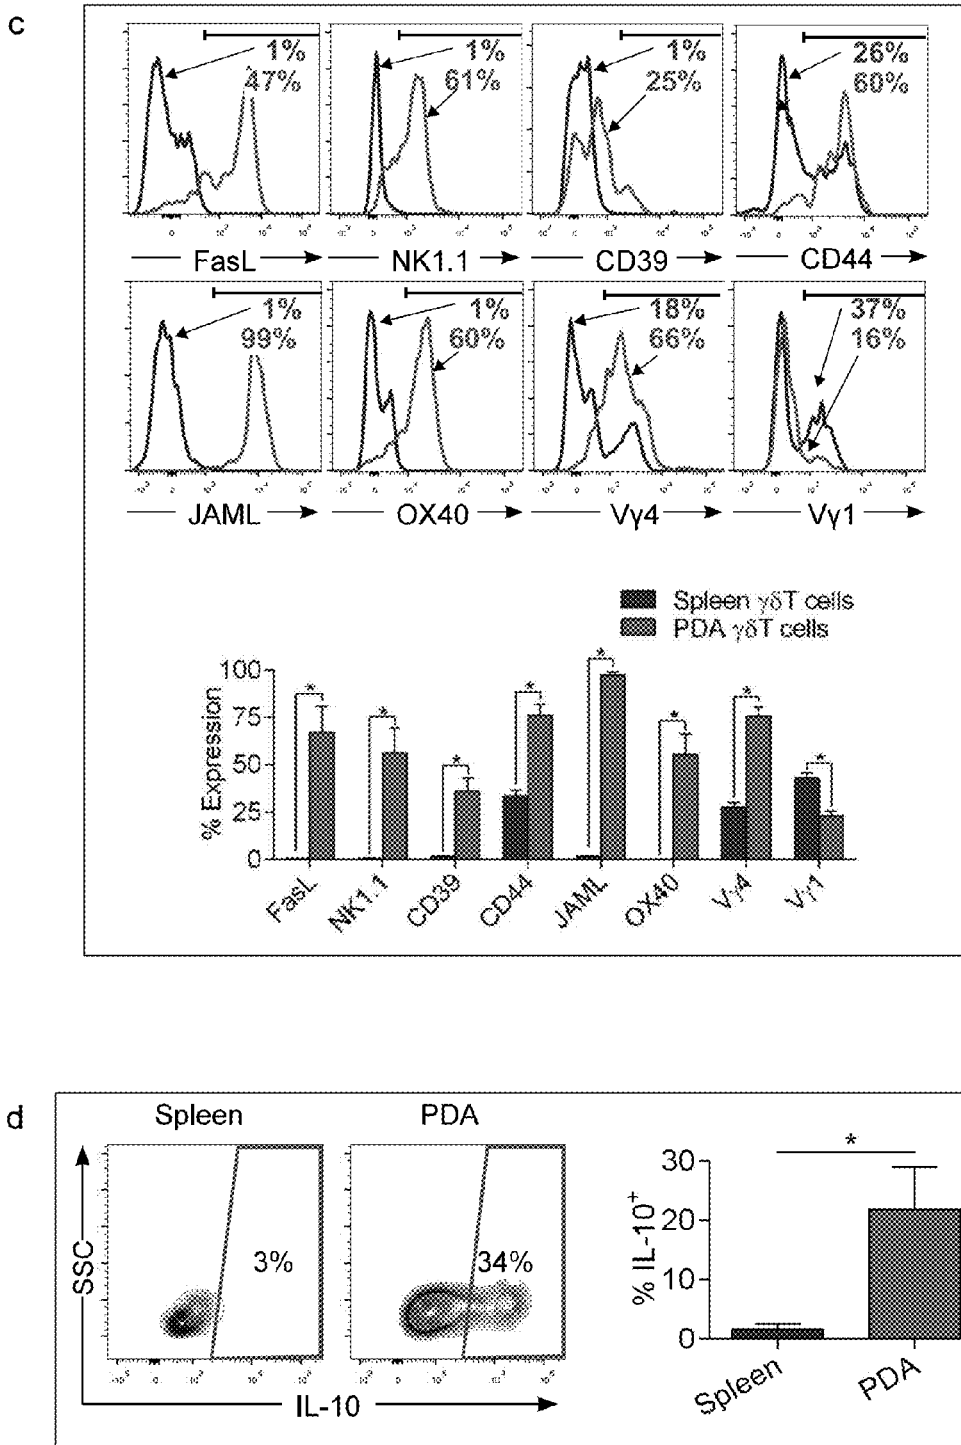 c
1% 1% 1% 26%
47% 61% 25% 60%
FasL NK1.1 CD39 CD44
1% 1% 18% 37%
99% 60% 66% 16%
JAML OX40 Vγ4 Vγ1
Spleen γδT cells
PDA γδT cells
% Expression
100
75
50
25
0
* * * * * * * *
FasL NK1.1 CD39 CD44 JAML OX40 Vγ4 Vγ1
d
Spleen PDA
SSC
3% 34%
IL-10
*
% IL-10+
30
20
10
0
Spleen PDA